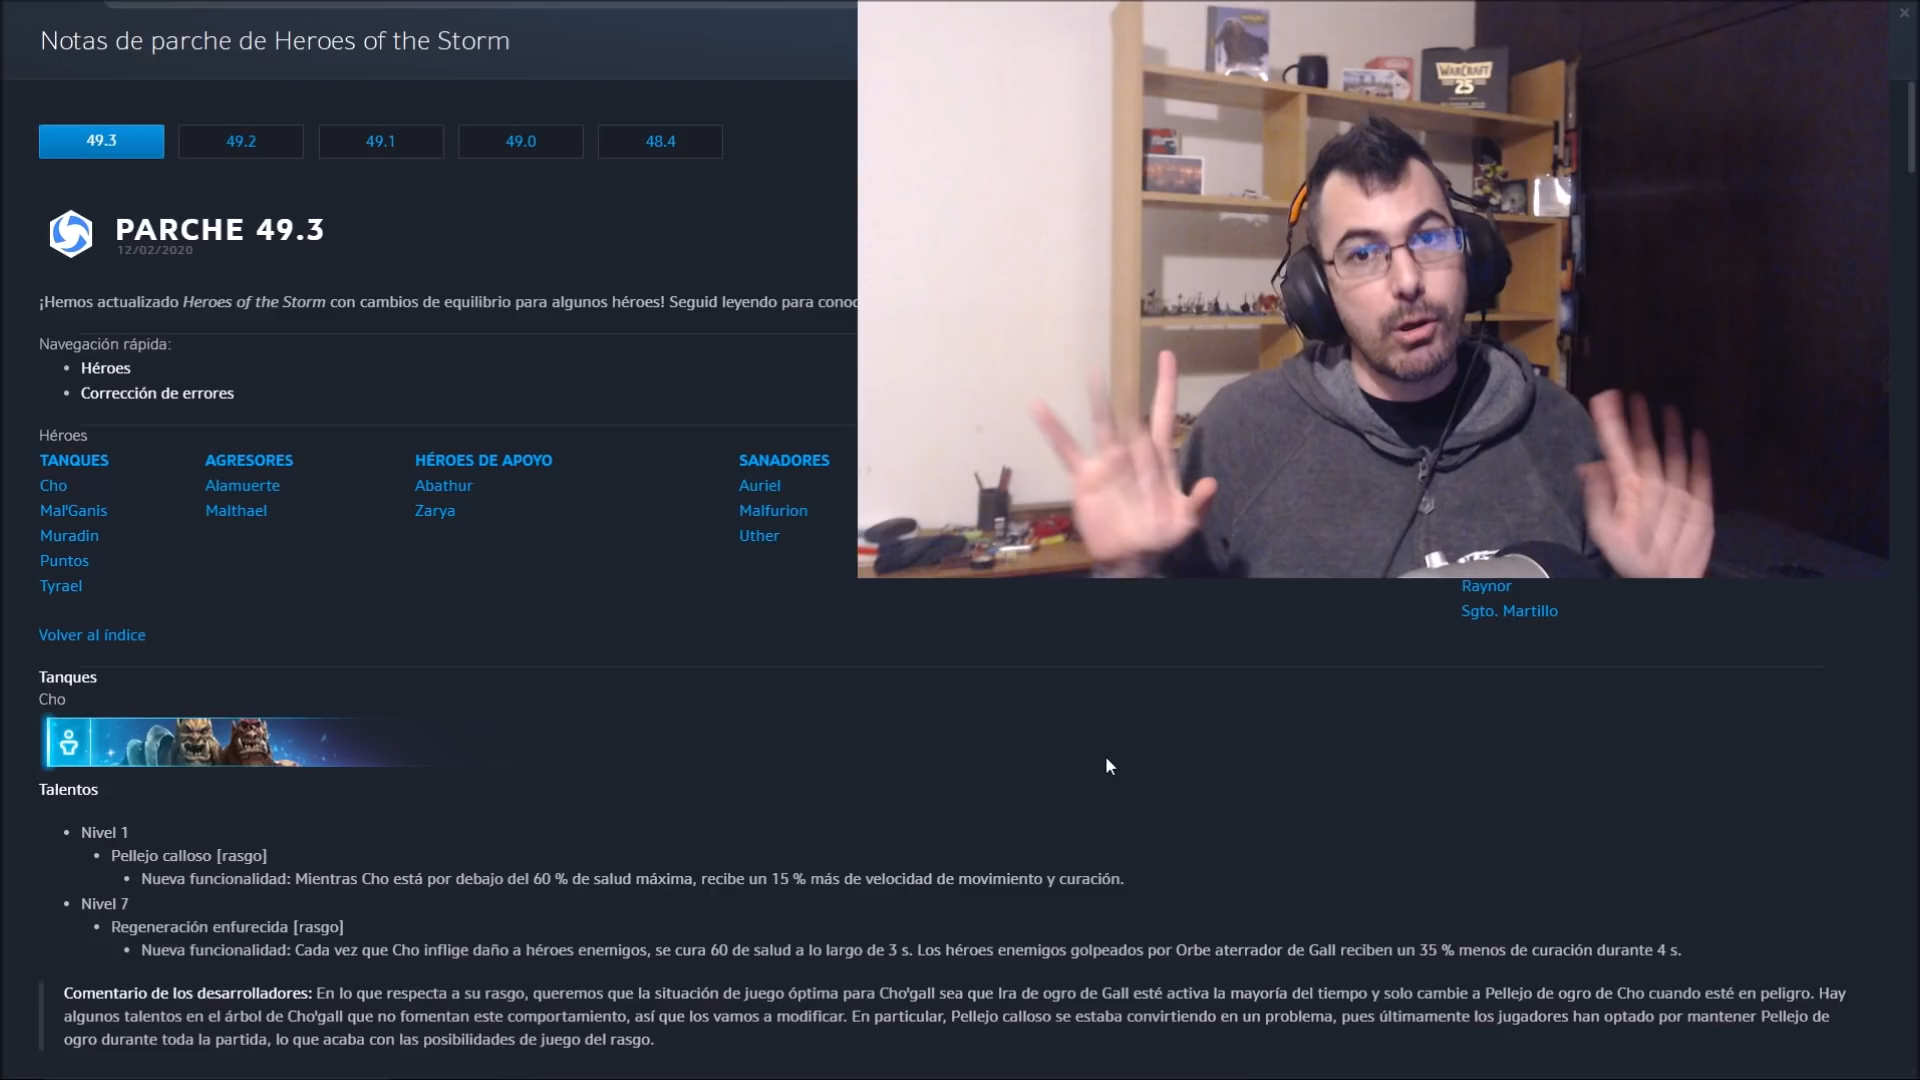 Notas de parche de Heroes of the Storm
49.3 49.2 49.1 49.0 48.4
PARCHE 49.3
12/02/2020
¡Hemos actualizado Heroes of the Storm con cambios de equilibrio para algunos héroes! Seguid leyendo para conoc
Navegación rápida:
• Héroes
• Corrección de errores
Héroes
TANQUES AGRESORES HÉROES DE APOYO SANADORES
Cho Alamuerte Abathur Auriel
Mal'Ganis Malthael Zarya Malfurion
Muradin Uther
Puntos
Tyrael Raynor
Sgto. Martillo
Volver al índice
Tanques
Cho
Talentos
• Nivel 1
• Pellejo calloso [rasgo]
• Nueva funcionalidad: Mientras Cho está por debajo del 60 % de salud máxima, recibe un 15 % más de velocidad de movimiento y curación.
• Nivel 7
• Regeneración enfurecida [rasgo]
• Nueva funcionalidad: Cada vez que Cho inflige daño a héroes enemigos, se cura 60 de salud a lo largo de 3 s. Los héroes enemigos golpeados por Orbe aterrador de Gall reciben un 35 % menos de curación durante 4 s.
Comentario de los desarrolladores: En lo que respecta a su rasgo, queremos que la situación de juego óptima para Cho'gall sea que Ira de ogro de Gall esté activa la mayoría del tiempo y solo cambie a Pellejo de ogro de Cho cuando esté en peligro. Hay
algunos talentos en el árbol de Cho'gall que no fomentan este comportamiento, así que los vamos a modificar. En particular, Pellejo calloso se estaba convirtiendo en un problema, pues últimamente los jugadores han optado por mantener Pellejo de
ogro durante toda la partida, lo que acaba con las posibilidades de juego del rasgo.
WARCRAFT
25